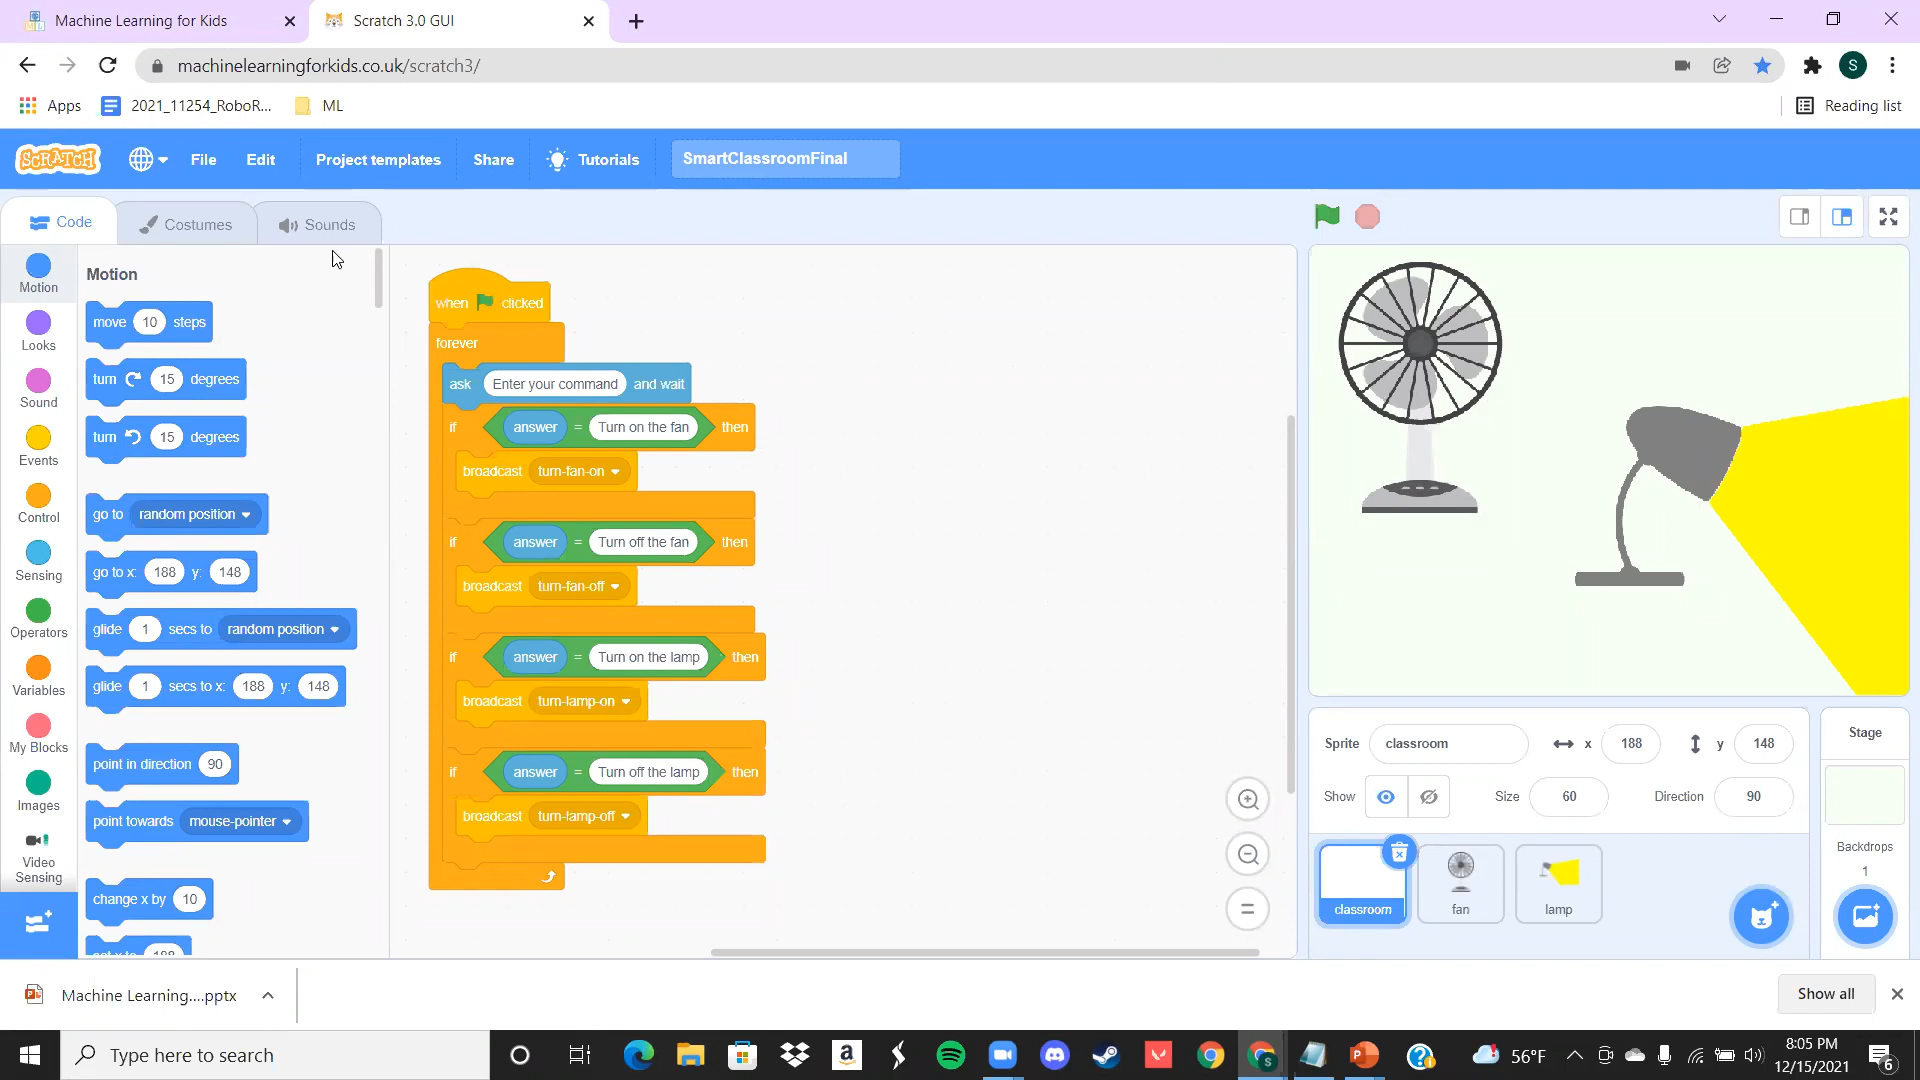 Machine Learning for Kids
Scratch 3.0 GUI
machinelearningforkids.co.uk/scratch3/
S
Apps
2021_11254_RoboR...
ML
Reading list
SCRATCH
File
Edit
Project templates
Share
Tutorials
SmartClassroomFinal
Code
Costumes
Sounds
Motion
Looks
Sound
Events
Control
Sensing
Operators
Variables
My Blocks
Images
Video
Sensing
Motion
move 10 steps
turn 15 degrees
turn 15 degrees
go to random position
go to x: 188 y: 148
glide 1 secs to random position
glide 1 secs to x: 188 y: 148
point in direction 90
point towards mouse-pointer
change x by 10
set x to 188
when clicked
forever
ask Enter your command and wait
if answer = Turn on the fan then
broadcast turn-fan-on
if answer = Turn off the fan then
broadcast turn-fan-off
if answer = Turn on the lamp then
broadcast turn-lamp-on
if answer = Turn off the lamp then
broadcast turn-lamp-off
Sprite classroom x 188 y 148
Show Size 60 Direction 90
classroom
fan
lamp
Stage
Backdrops
1
Machine Learning....pptx
Show all
Type here to search
56°F
8:05 PM
12/15/2021
6